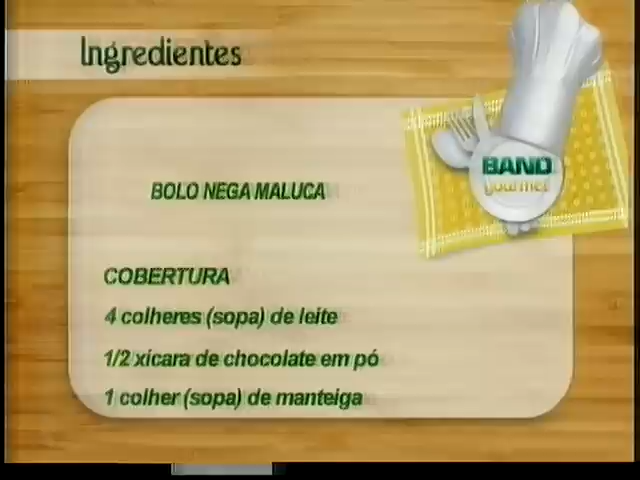 Ingredientes
BAND
gourmet
BOLO NEGA MALUCA
COBERTURA
4 colheres (sopa) de leite
1/2 xícara de chocolate em pó
1 colher (sopa) de manteiga